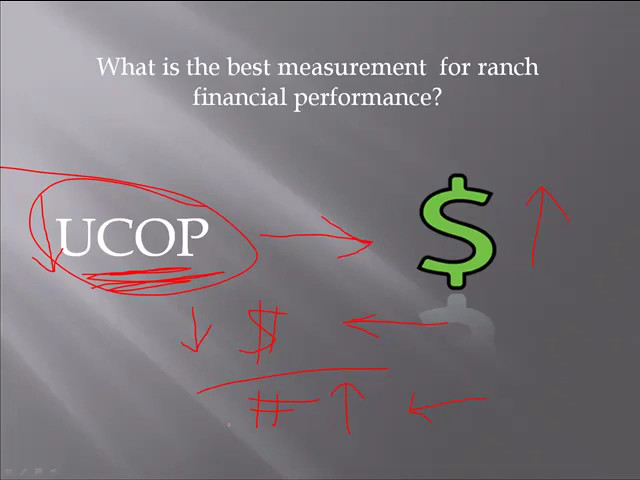 What is the best measurement for ranch
financial performance?
UCOP
$
$
#